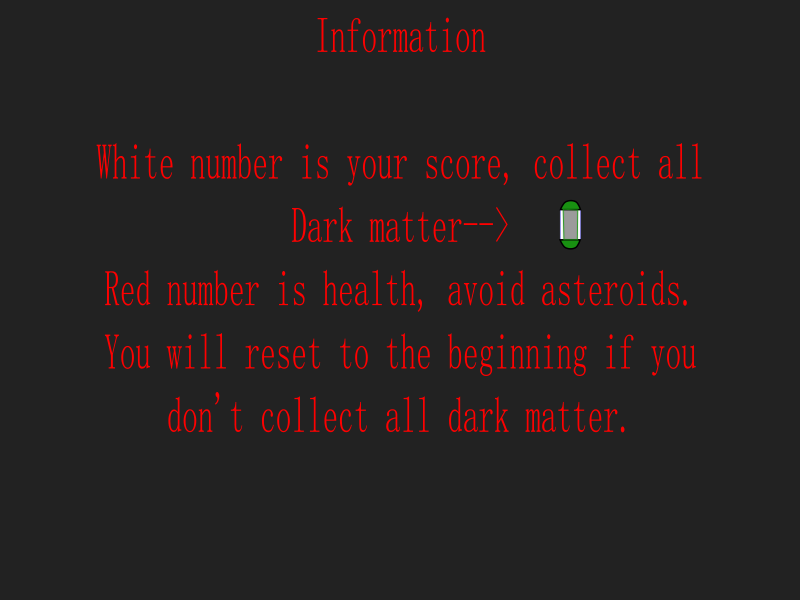 Information
White number is your score, collect all
Dark matter-->
Red number is health, avoid asteroids.
You will reset to the beginning if you
don't collect all dark matter.